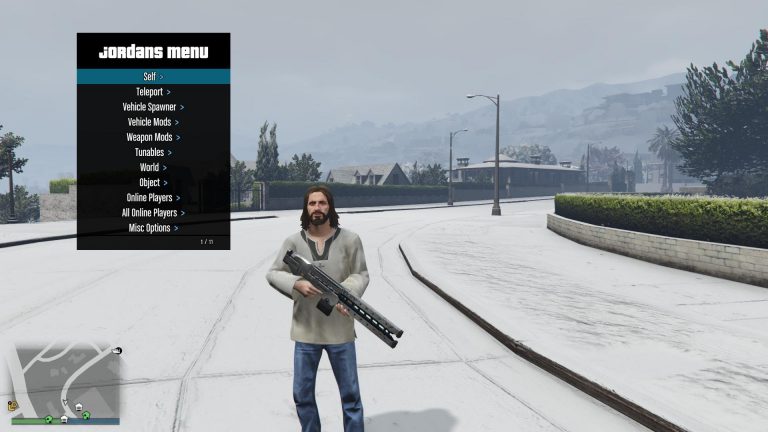 JORDANS MENU
Self >
Teleport >
Vehicle Spawner >
Vehicle Mods >
Weapon Mods >
Tunables >
World >
Object >
Online Players >
All Online Players >
Misc Options >
1 / 11